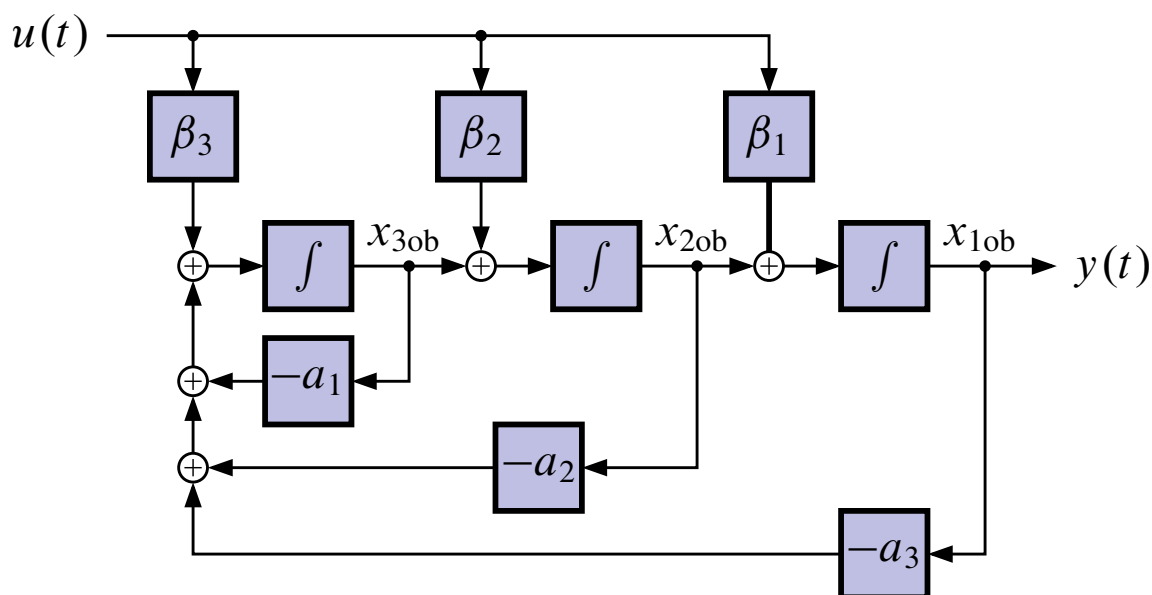 u(t)
β₃ β₂ β₁
+ ∫ x₃ₒb + ∫ x₂ₒb + ∫ x₁ₒb y(t)
+ −a₁
+ −a₂
−a₃